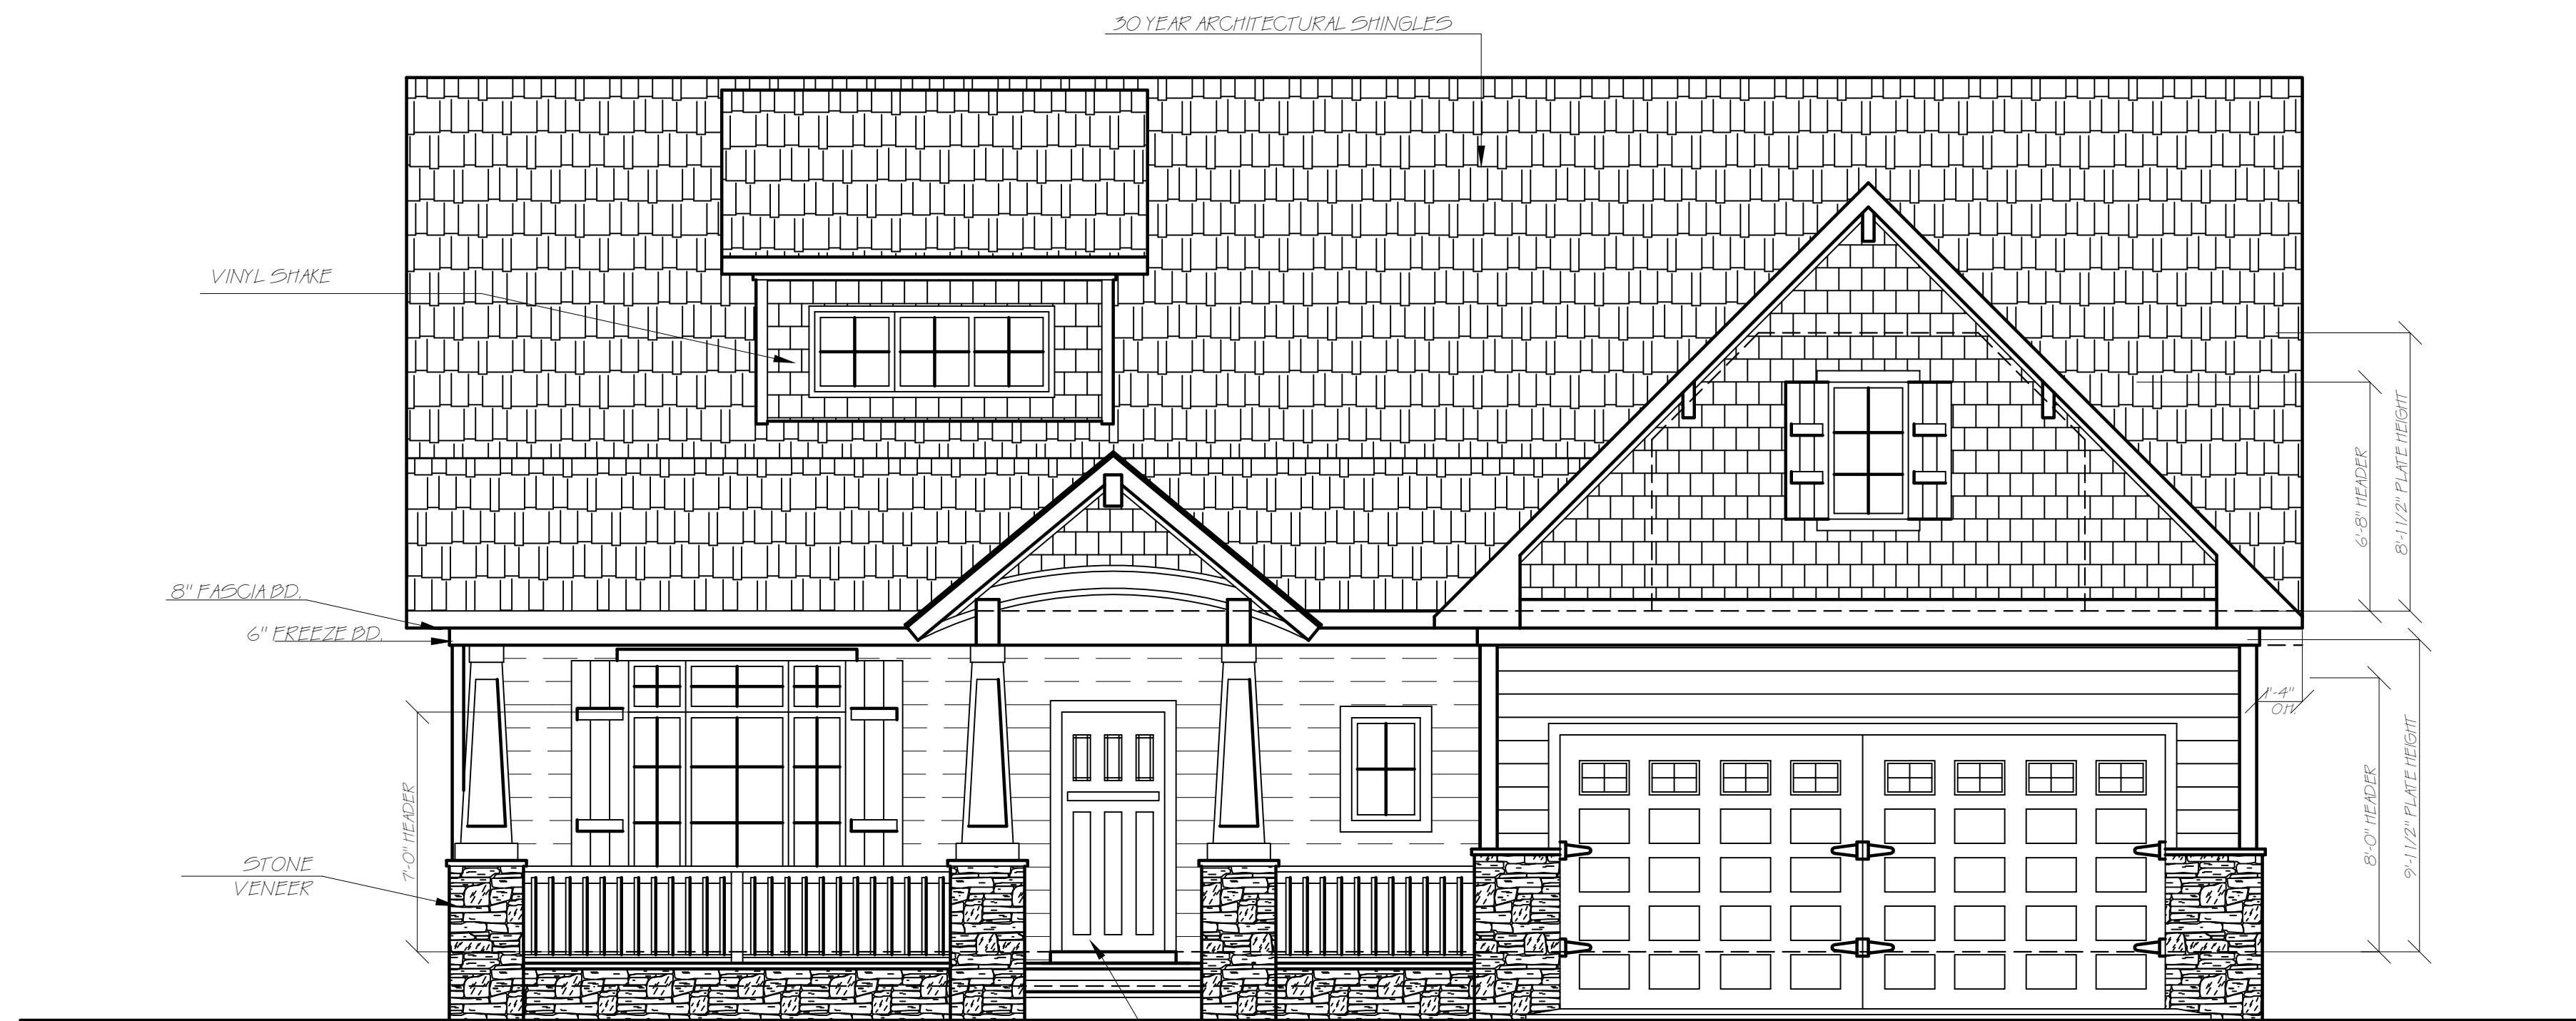 30 YEAR ARCHITECTURAL SHINGLES
VINYL SHAKE
8" FASCIA BD.
6" FREEZE BD.
7'-0" HEADER
STONE
VENEER
6'-8" HEADER
8'-1 1/2" PLATE HEIGHT
1'-4"
O.H.
8'-0" HEADER
9'-1 1/2" PLATE HEIGHT